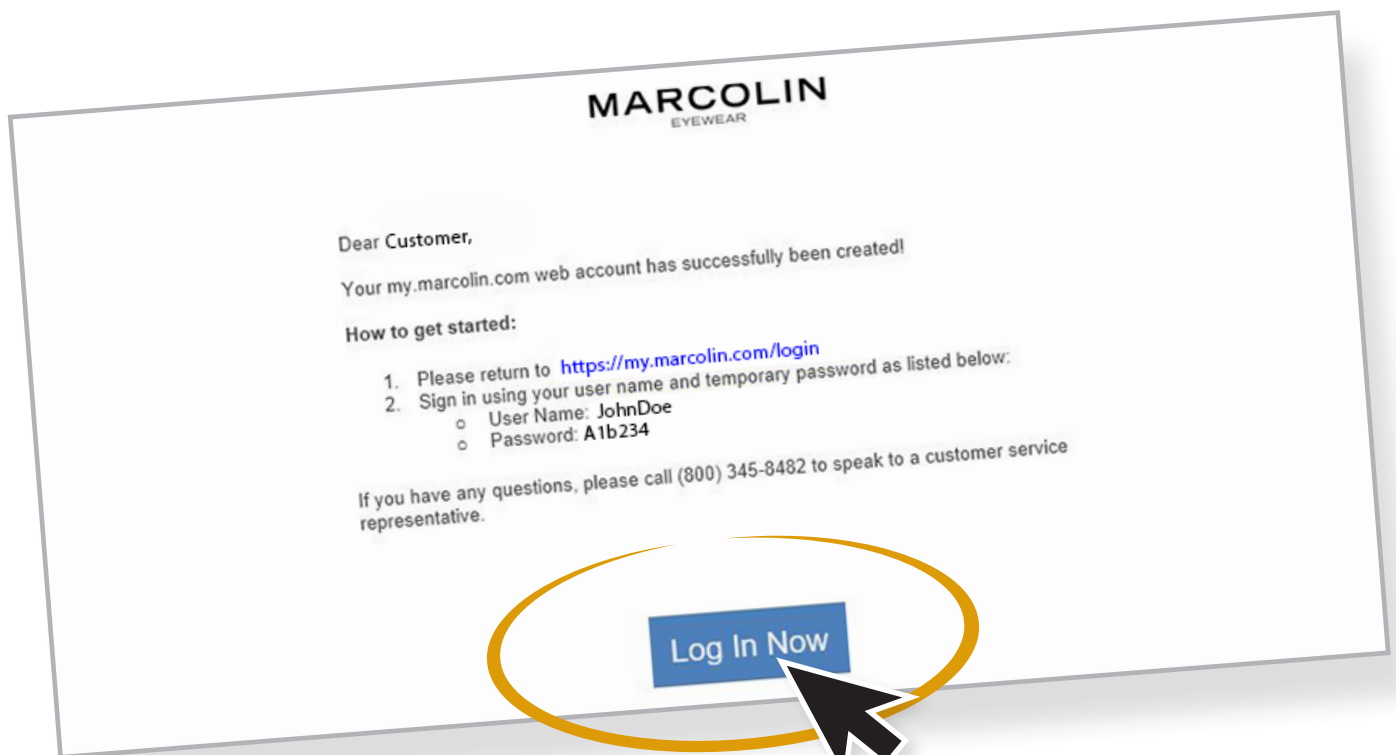 MARCOLIN
EYEWEAR
Dear Customer,
Your my.marcolin.com web account has successfully been created!
How to get started:
1. Please return to https://my.marcolin.com/login
2. Sign in using your user name and temporary password as listed below:
o User Name: JohnDoe
o Password: A1b234
If you have any questions, please call (800) 345-8482 to speak to a customer service
representative.
Log In Now